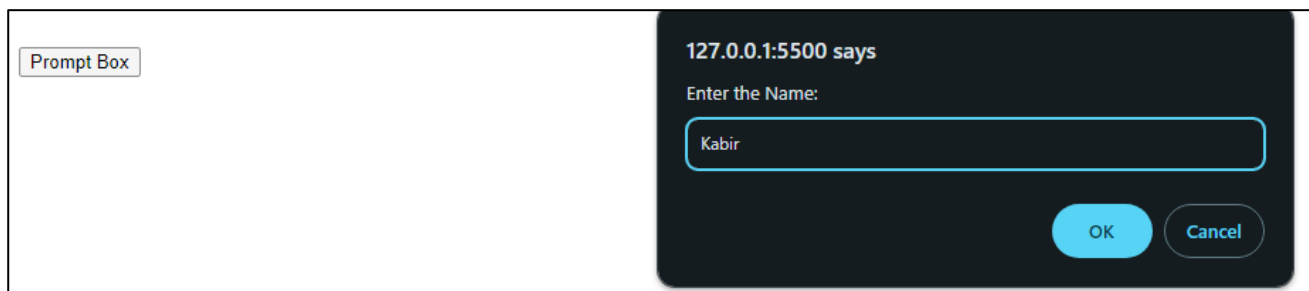 Prompt Box
127.0.0.1:5500 says
Enter the Name:
Kabir
OK
Cancel